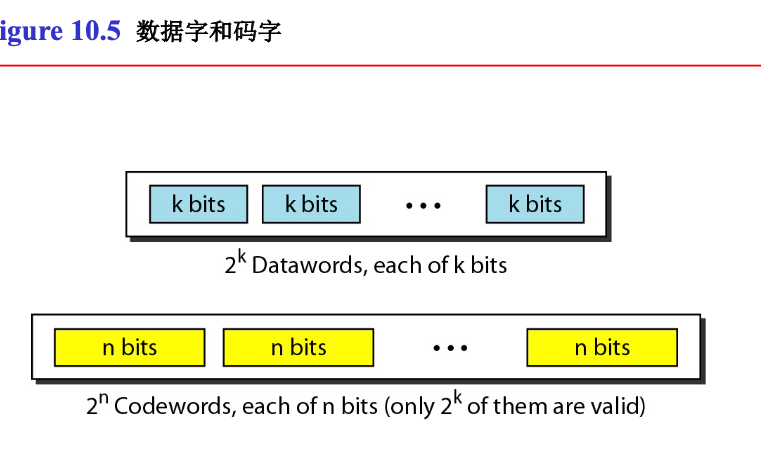 igure 10.5 数据字和码字
k bits k bits ••• k bits
2^k Datawords, each of k bits
n bits n bits ••• n bits
2^n Codewords, each of n bits (only 2^k of them are valid)